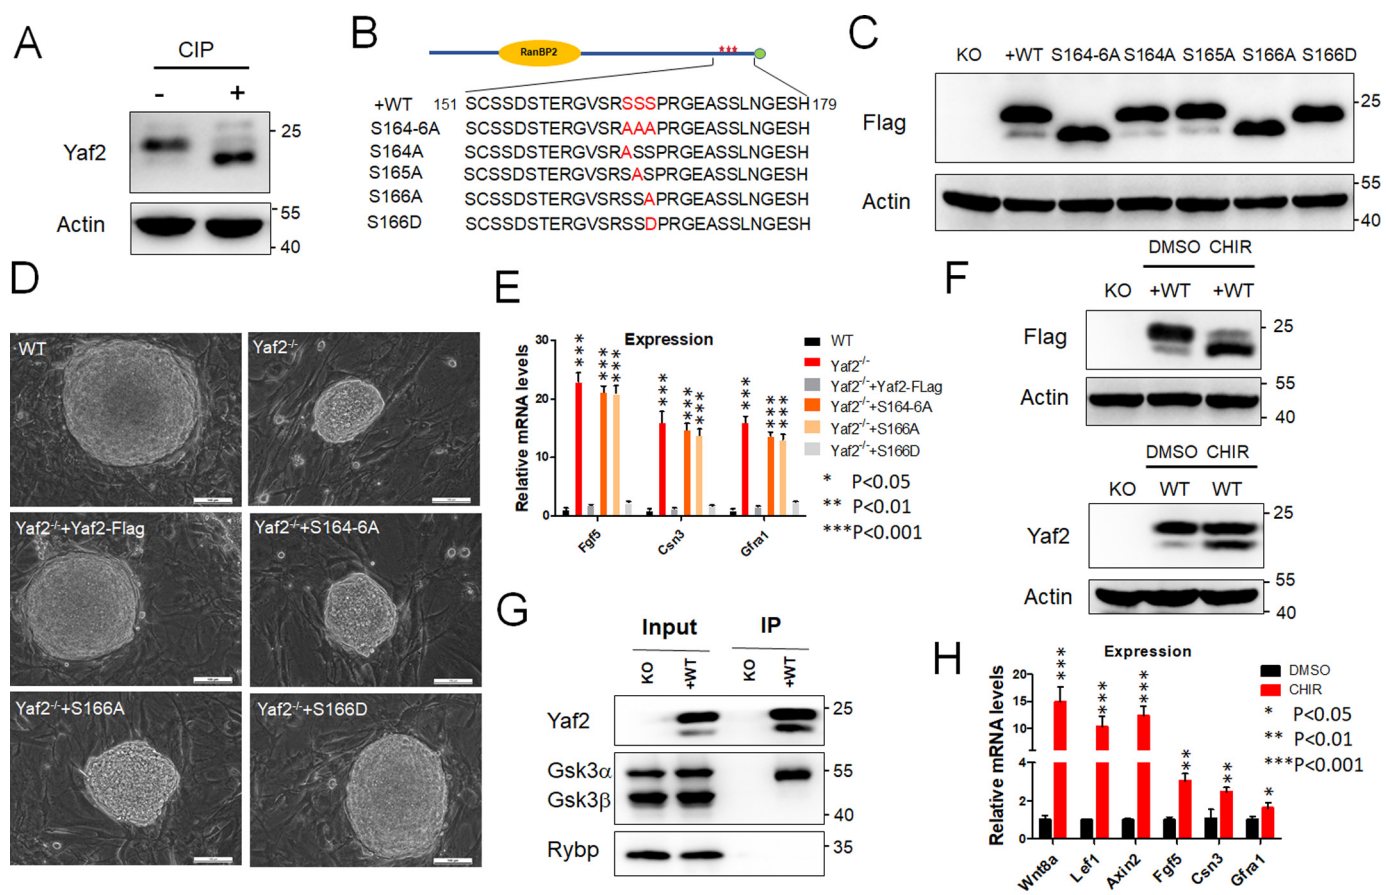 A
CIP
-
+
Yaf2
25
Actin
55
40
B
RanBP2
***
+WT 151 SCSSDSTERGVSRSSSPRGEASSLNGESH 179
S164-6A SCSSDSTERGVSRAAAPRGEASSLNGESH
S164A SCSSDSTERGVSRASSPRGEASSLNGESH
S165A SCSSDSTERGVSRSASPRGEASSLNGESH
S166A SCSSDSTERGVSRSSAPRGEASSLNGESH
S166D SCSSDSTERGVSRSSDPRGEASSLNGESH
C
KO +WT S164-6A S164A S165A S166A S166D
Flag
25
Actin
55
40
D
WT
Yaf2-/-
Yaf2-/-+Yaf2-Flag
Yaf2-/-+S164-6A
Yaf2-/-+S166A
Yaf2-/-+S166D
E
Expression
Relative mRNA levels
30
20
10
0
*** *** ***
*** *** ***
*** *** ***
Fgf5
Csn3
Gfra1
WT
Yaf2-/-
Yaf2-/-+Yaf2-FLag
Yaf2-/-+S164-6A
Yaf2-/-+S166A
Yaf2-/-+S166D
* P<0.05
** P<0.01
***P<0.001
F
DMSO CHIR
KO +WT +WT
Flag
25
Actin
55
40
DMSO CHIR
KO WT WT
Yaf2
25
Actin
55
40
G
Input IP
KO +WT KO +WT
Yaf2
25
Gsk3α
55
Gsk3β
40
Rybp
35
H
Expression
Relative mRNA levels
20
15
10
4
2
0
***
***
***
**
**
*
Wnt8a
Lef1
Axin2
Fgf5
Csn3
Gfra1
DMSO
CHIR
* P<0.05
** P<0.01
***P<0.001